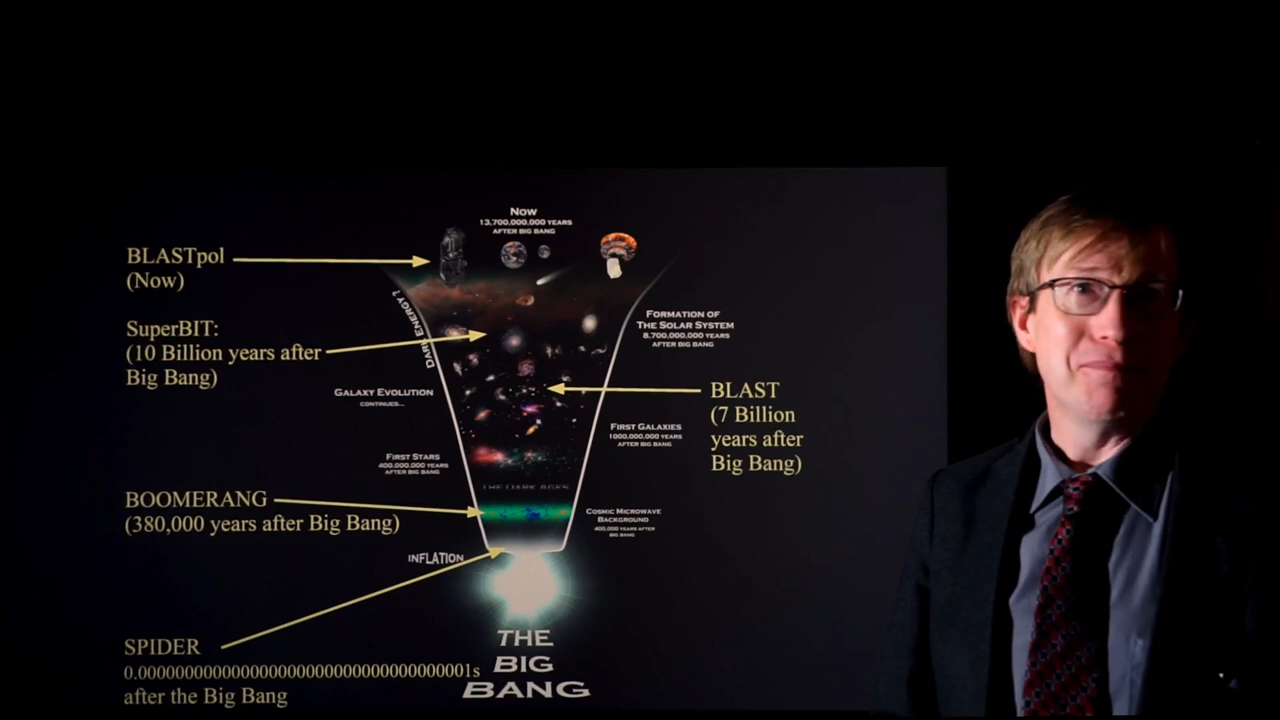 Now
13,700,000,000 YEARS
AFTER BIG BANG
BLASTpol
(Now)
SuperBIT:
(10 Billion years after
Big Bang)
DARK ENERGY?
FORMATION OF
THE SOLAR SYSTEM
8,700,000,000 YEARS
AFTER BIG BANG
GALAXY EVOLUTION
CONTINUES...
BLAST
(7 Billion
years after
Big Bang)
FIRST GALAXIES
1000,000,000 YEARS
AFTER BIG BANG
FIRST STARS
400,000,000 YEARS
AFTER BIG BANG
THE DARK AGES
BOOMERANG
(380,000 years after Big Bang)
COSMIC MICROWAVE
BACKGROUND
400,000 YEARS AFTER
BIG BANG
INFLATION
SPIDER
0.00000000000000000000000000000000001s
after the Big Bang
THE
BIG
BANG